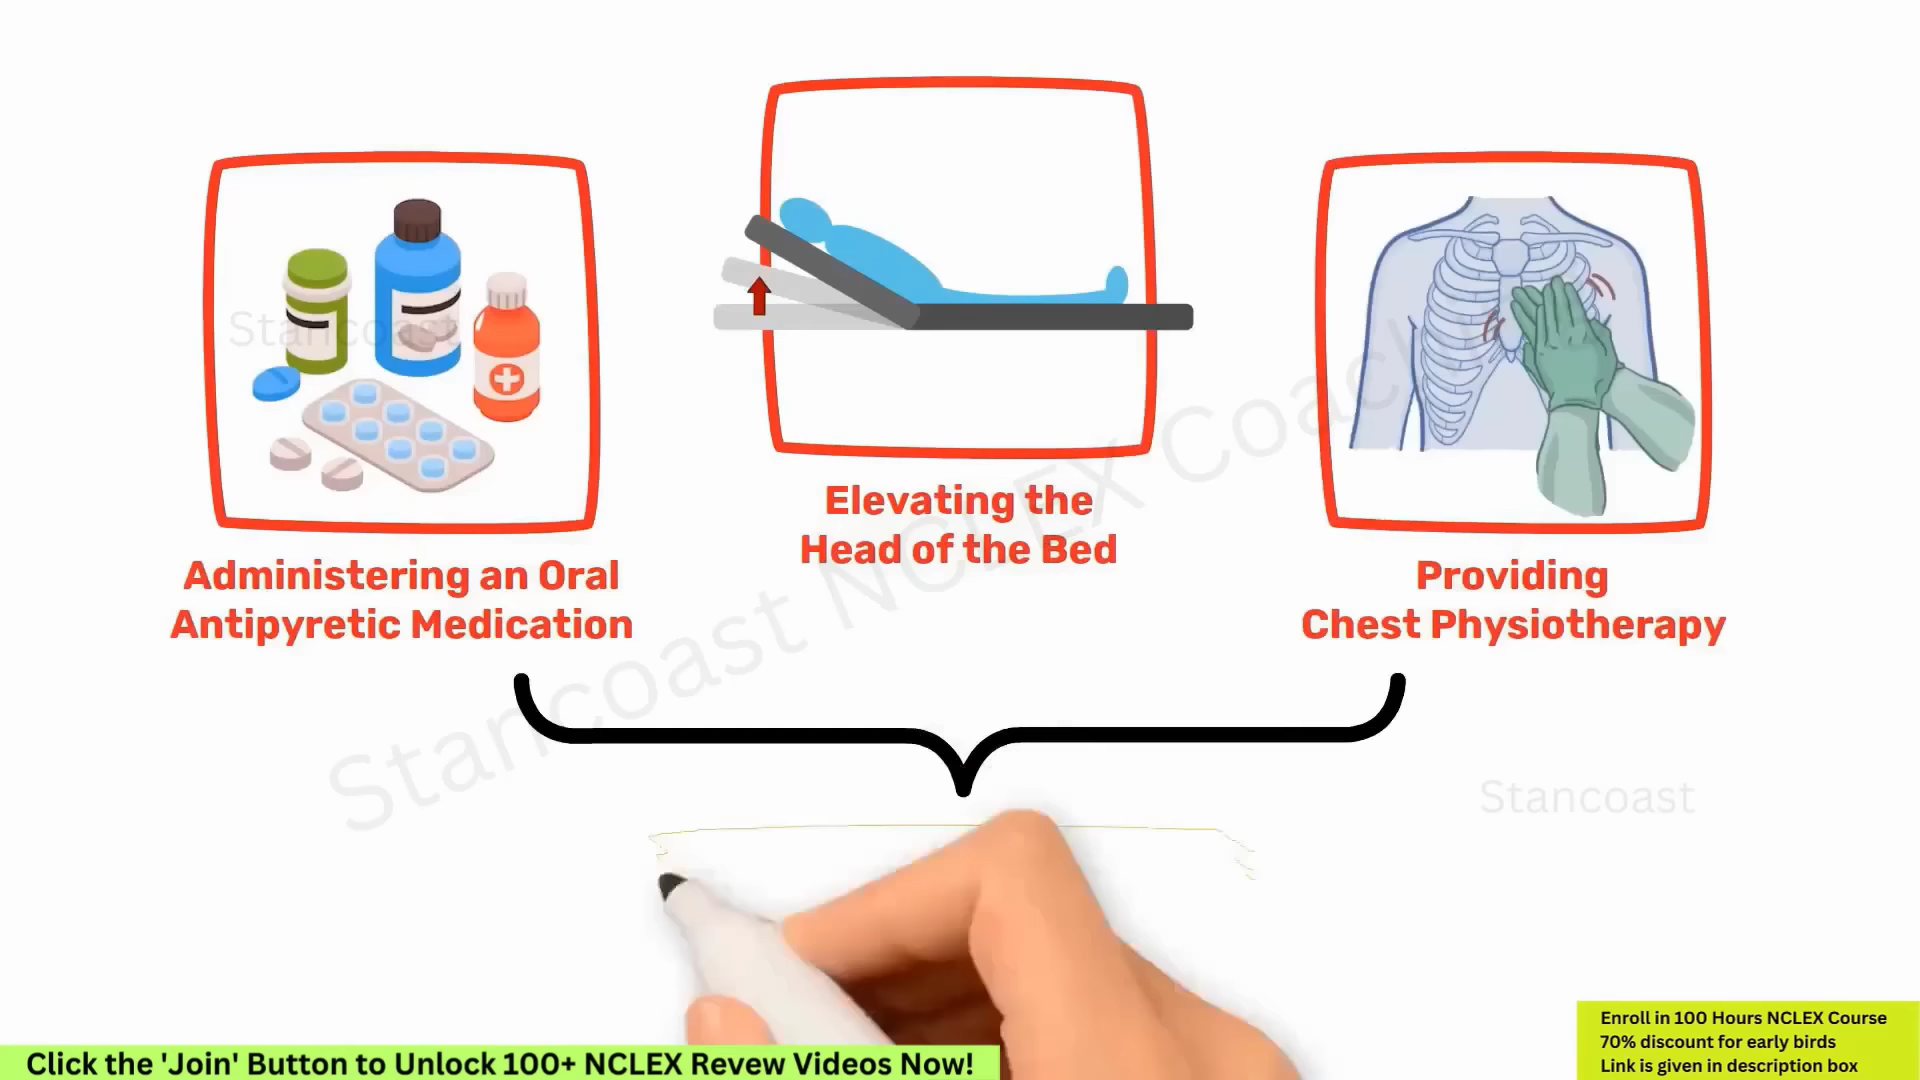 Elevating the
Head of the Bed
Administering an Oral
Antipyretic Medication
Providing
Chest Physiotherapy
Stancoast
Stancoast NCLEX Coach
Stancoast
Click the 'Join' Button to Unlock 100+ NCLEX Revew Videos Now!
Enroll in 100 Hours NCLEX Course
70% discount for early birds
Link is given in description box